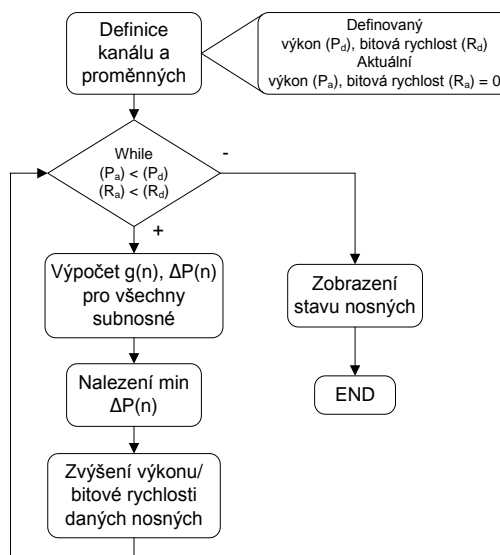 Definice
kanálu a
proměnných
Definovaný
výkon (Pd), bitová rychlost (Rd)
Aktuální
výkon (Pa), bitová rychlost (Ra) = 0
While
(Pa) < (Pd)
(Ra) < (Rd)
-
+
Výpočet g(n), ΔP(n)
pro všechny
subnosné
Zobrazení
stavu nosných
Nalezení min
ΔP(n)
END
Zvýšení výkonu/
bitové rychlosti
daných nosných